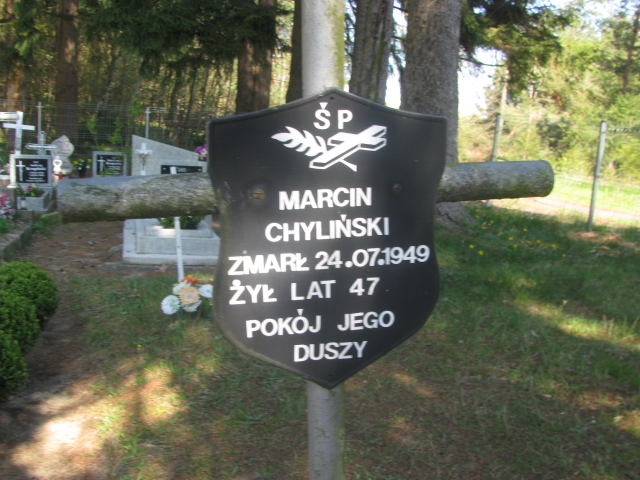 ŚP
MARCIN
CHYLIŃSKI
ZMARŁ 24.07.1949
ŻYŁ LAT 47
POKÓJ JEGO
DUSZY